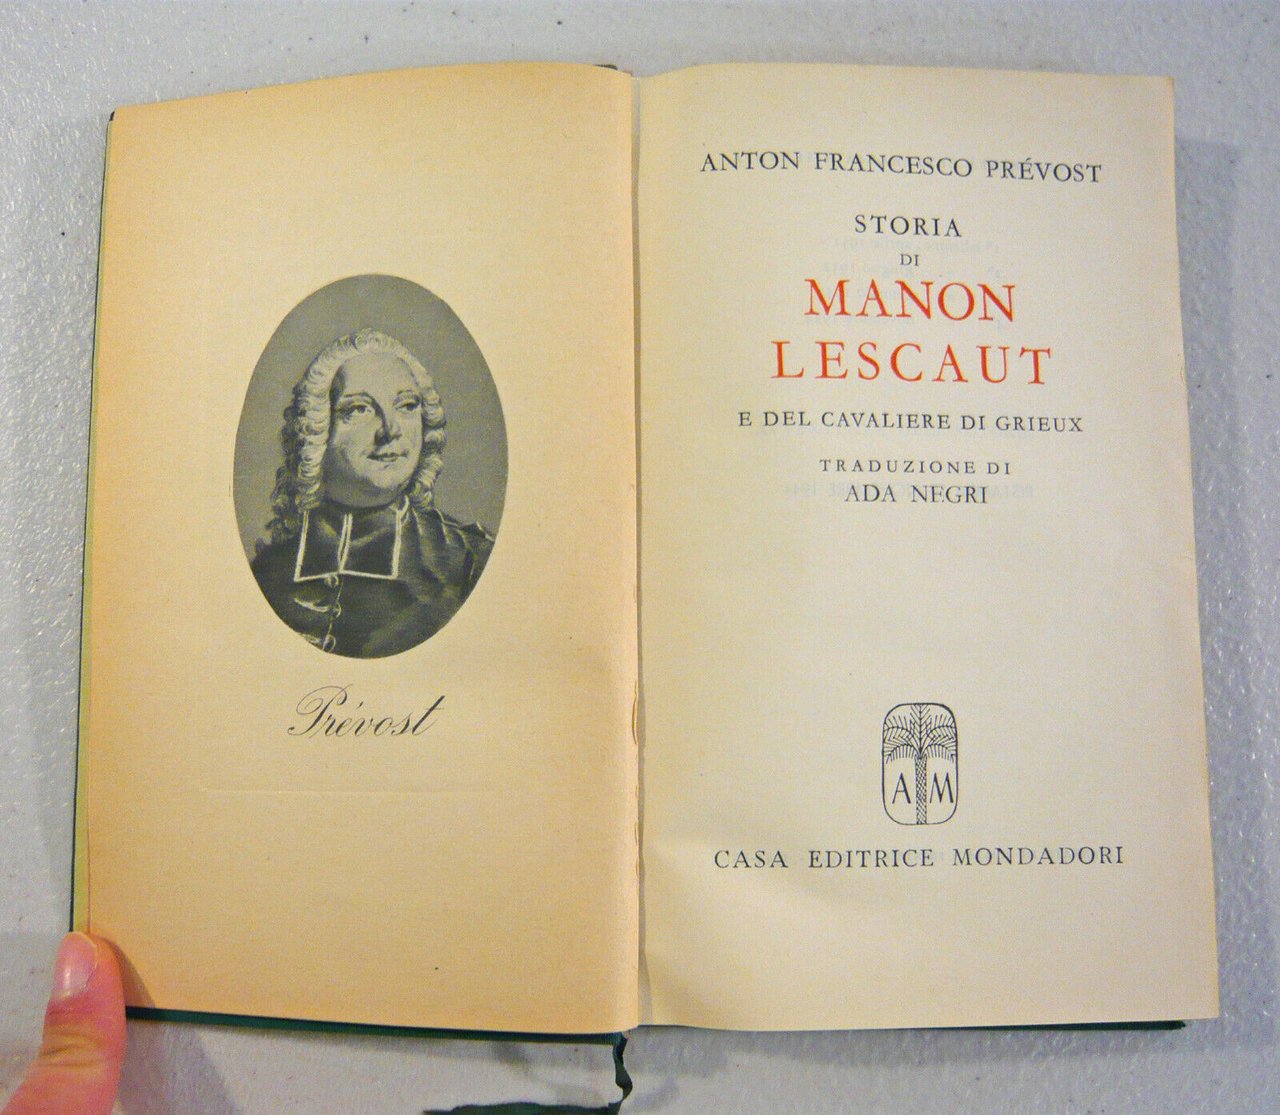 Prévost
ANTON FRANCESCO PRÉVOST
STORIA
DI
MANON
LESCAUT
E DEL CAVALIERE DI GRIEUX
TRADUZIONE DI
ADA NEGRI
A M
CASA EDITRICE MONDADORI